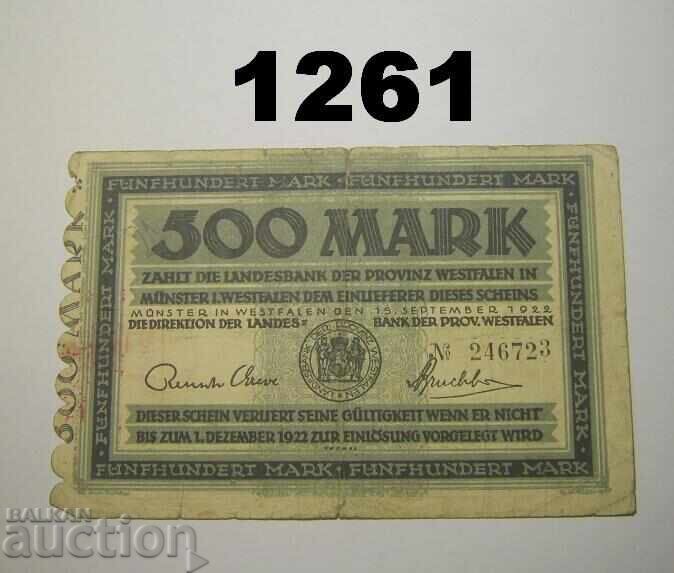 1261
FÜNFHUNDERT MARK · FÜNFHUNDERT MARK
500 MARK
ZAHLT DIE LANDESBANK DER PROVINZ WESTFALEN IN
MÜNSTER I. WESTFALEN DEM EINLIEFERER DIESES SCHEINS
MÜNSTER IN WESTFALEN DEN 15. SEPTEMBER 1922
DIE DIREKTION DER LANDES= BANK DER PROV. WESTFALEN
№ 246723
DIESER SCHEIN VERLIERT SEINE GÜLTIGKEIT WENN ER NICHT
BIS ZUM 1. DEZEMBER 1922 ZUR EINLÖSUNG VORGELEGT WIRD
FÜNFHUNDERT MARK · FÜNFHUNDERT MARK
FÜNFHUNDERT MARK
FÜNFHUNDERT MARK
500 MARK
BALKAN
auction